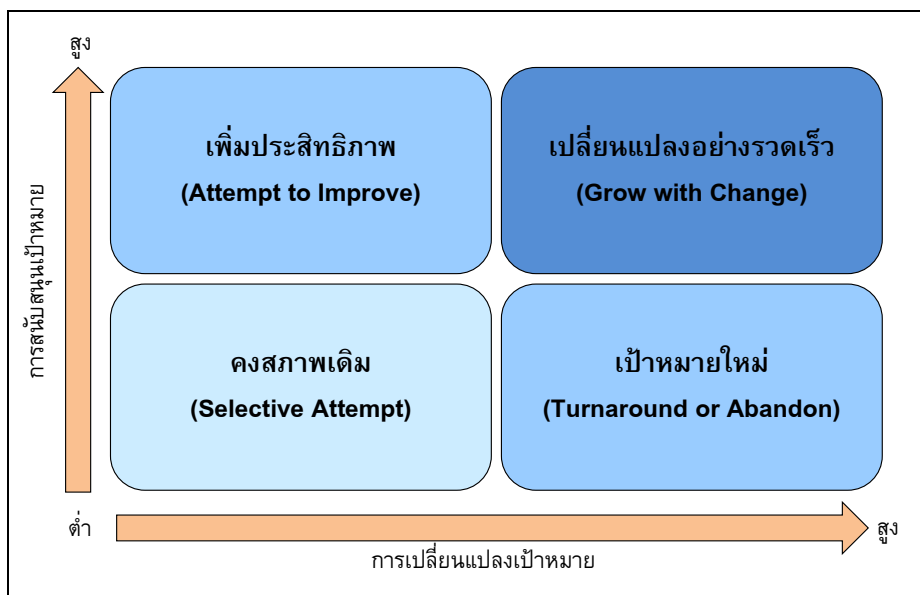 สูง
เพิ่มประสิทธิภาพ
(Attempt to Improve)
เปลี่ยนแปลงอย่างรวดเร็ว
(Grow with Change)
การสนับสนุนเป้าหมาย
คงสภาพเดิม
(Selective Attempt)
เป้าหมายใหม่
(Turnaround or Abandon)
ต่ำ
สูง
การเปลี่ยนแปลงเป้าหมาย